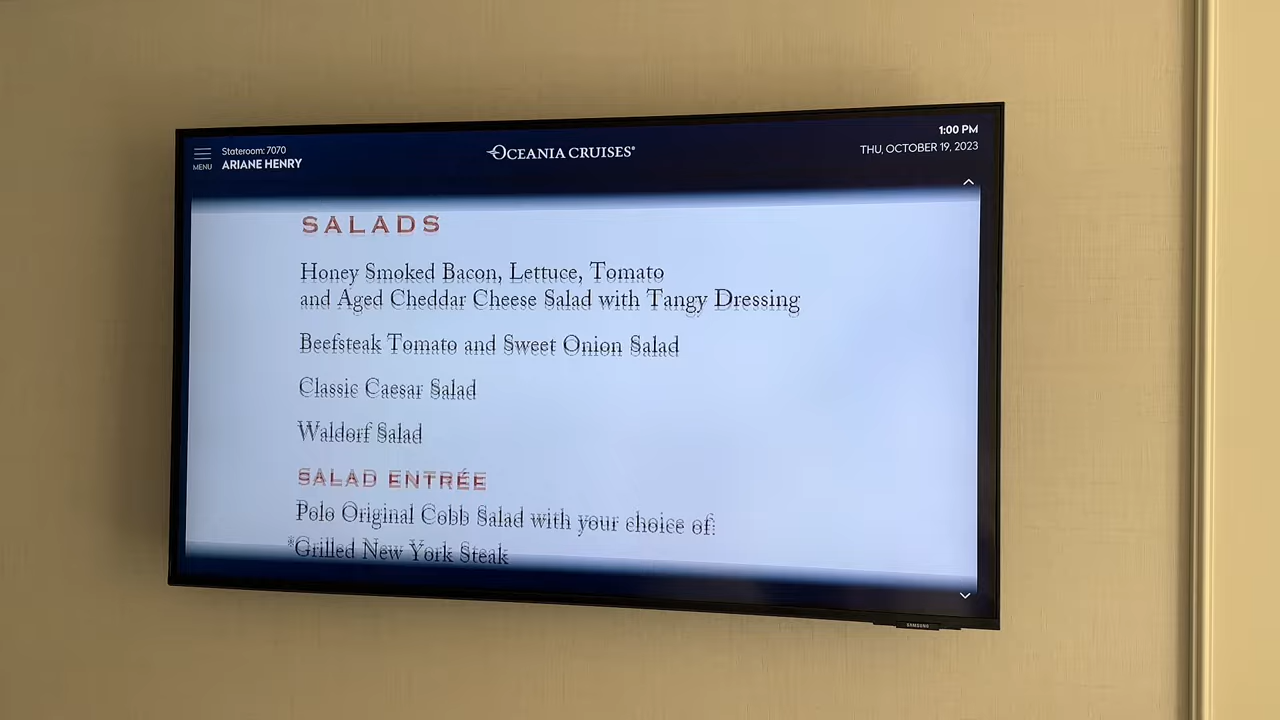 Stateroom: 7070
MENU
ARIANE HENRY
OCEANIA CRUISES®
1:00 PM
THU, OCTOBER 19, 2023
SALADS
Honey Smoked Bacon, Lettuce, Tomato
and Aged Cheddar Cheese Salad with Tangy Dressing
Beefsteak Tomato and Sweet Onion Salad
Classic Caesar Salad
Waldorf Salad
SALAD ENTRÉE
Polo Original Cobb Salad with your choice of:
*Grilled New York Steak
SAMSUNG